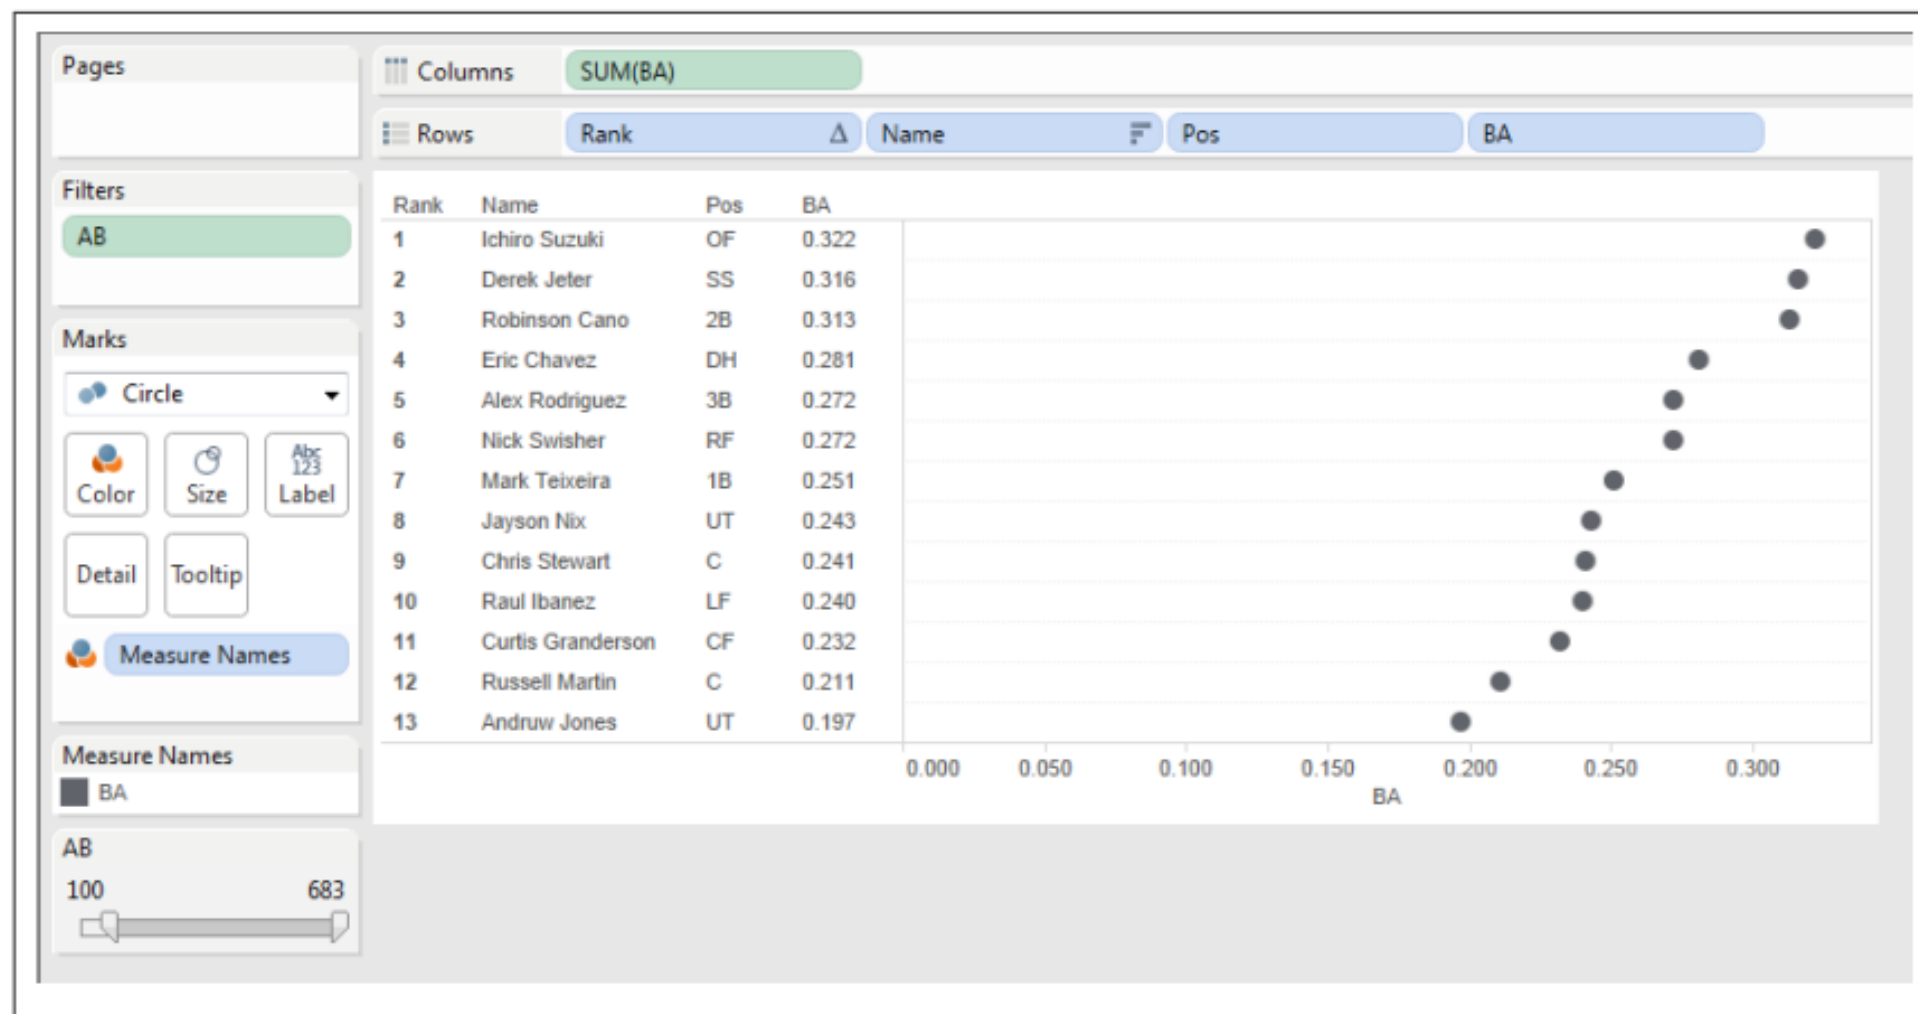 Pages
Columns SUM(BA)
Rows Rank Δ Name Pos BA
Filters
AB
Marks
Circle
Color Size Abc 123 Label
Detail Tooltip
Measure Names
Measure Names
BA
AB
100 683
Rank Name Pos BA
1 Ichiro Suzuki OF 0.322
2 Derek Jeter SS 0.316
3 Robinson Cano 2B 0.313
4 Eric Chavez DH 0.281
5 Alex Rodriguez 3B 0.272
6 Nick Swisher RF 0.272
7 Mark Teixeira 1B 0.251
8 Jayson Nix UT 0.243
9 Chris Stewart C 0.241
10 Raul Ibanez LF 0.240
11 Curtis Granderson CF 0.232
12 Russell Martin C 0.211
13 Andruw Jones UT 0.197
0.000 0.050 0.100 0.150 0.200 0.250 0.300
BA